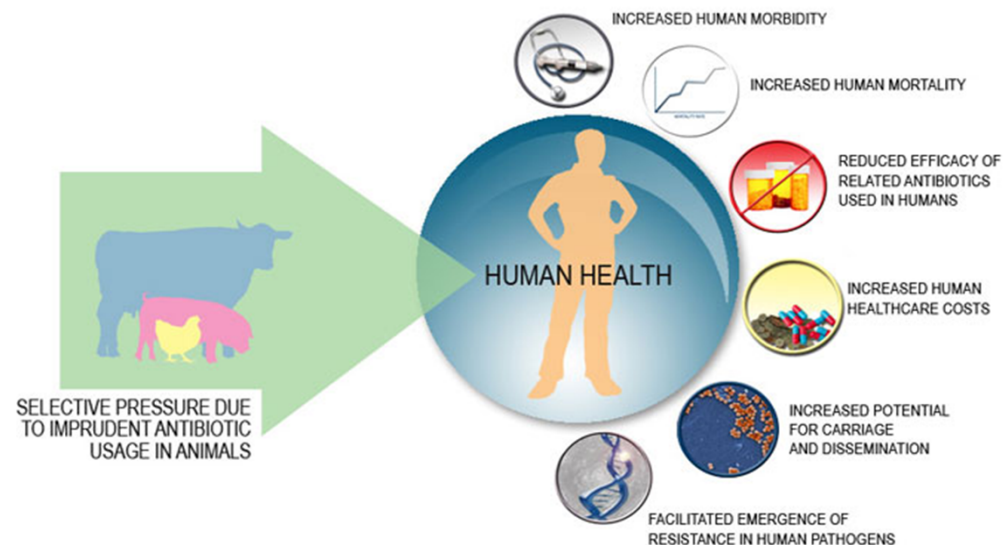 INCREASED HUMAN MORBIDITY
INCREASED HUMAN MORTALITY
MORTALITY RATE
REDUCED EFFICACY OF
RELATED ANTIBIOTICS
USED IN HUMANS
HUMAN HEALTH
INCREASED HUMAN
HEALTHCARE COSTS
SELECTIVE PRESSURE DUE
TO IMPRUDENT ANTIBIOTIC
USAGE IN ANIMALS
INCREASED POTENTIAL
FOR CARRIAGE
AND DISSEMINATION
FACILITATED EMERGENCE OF
RESISTANCE IN HUMAN PATHOGENS